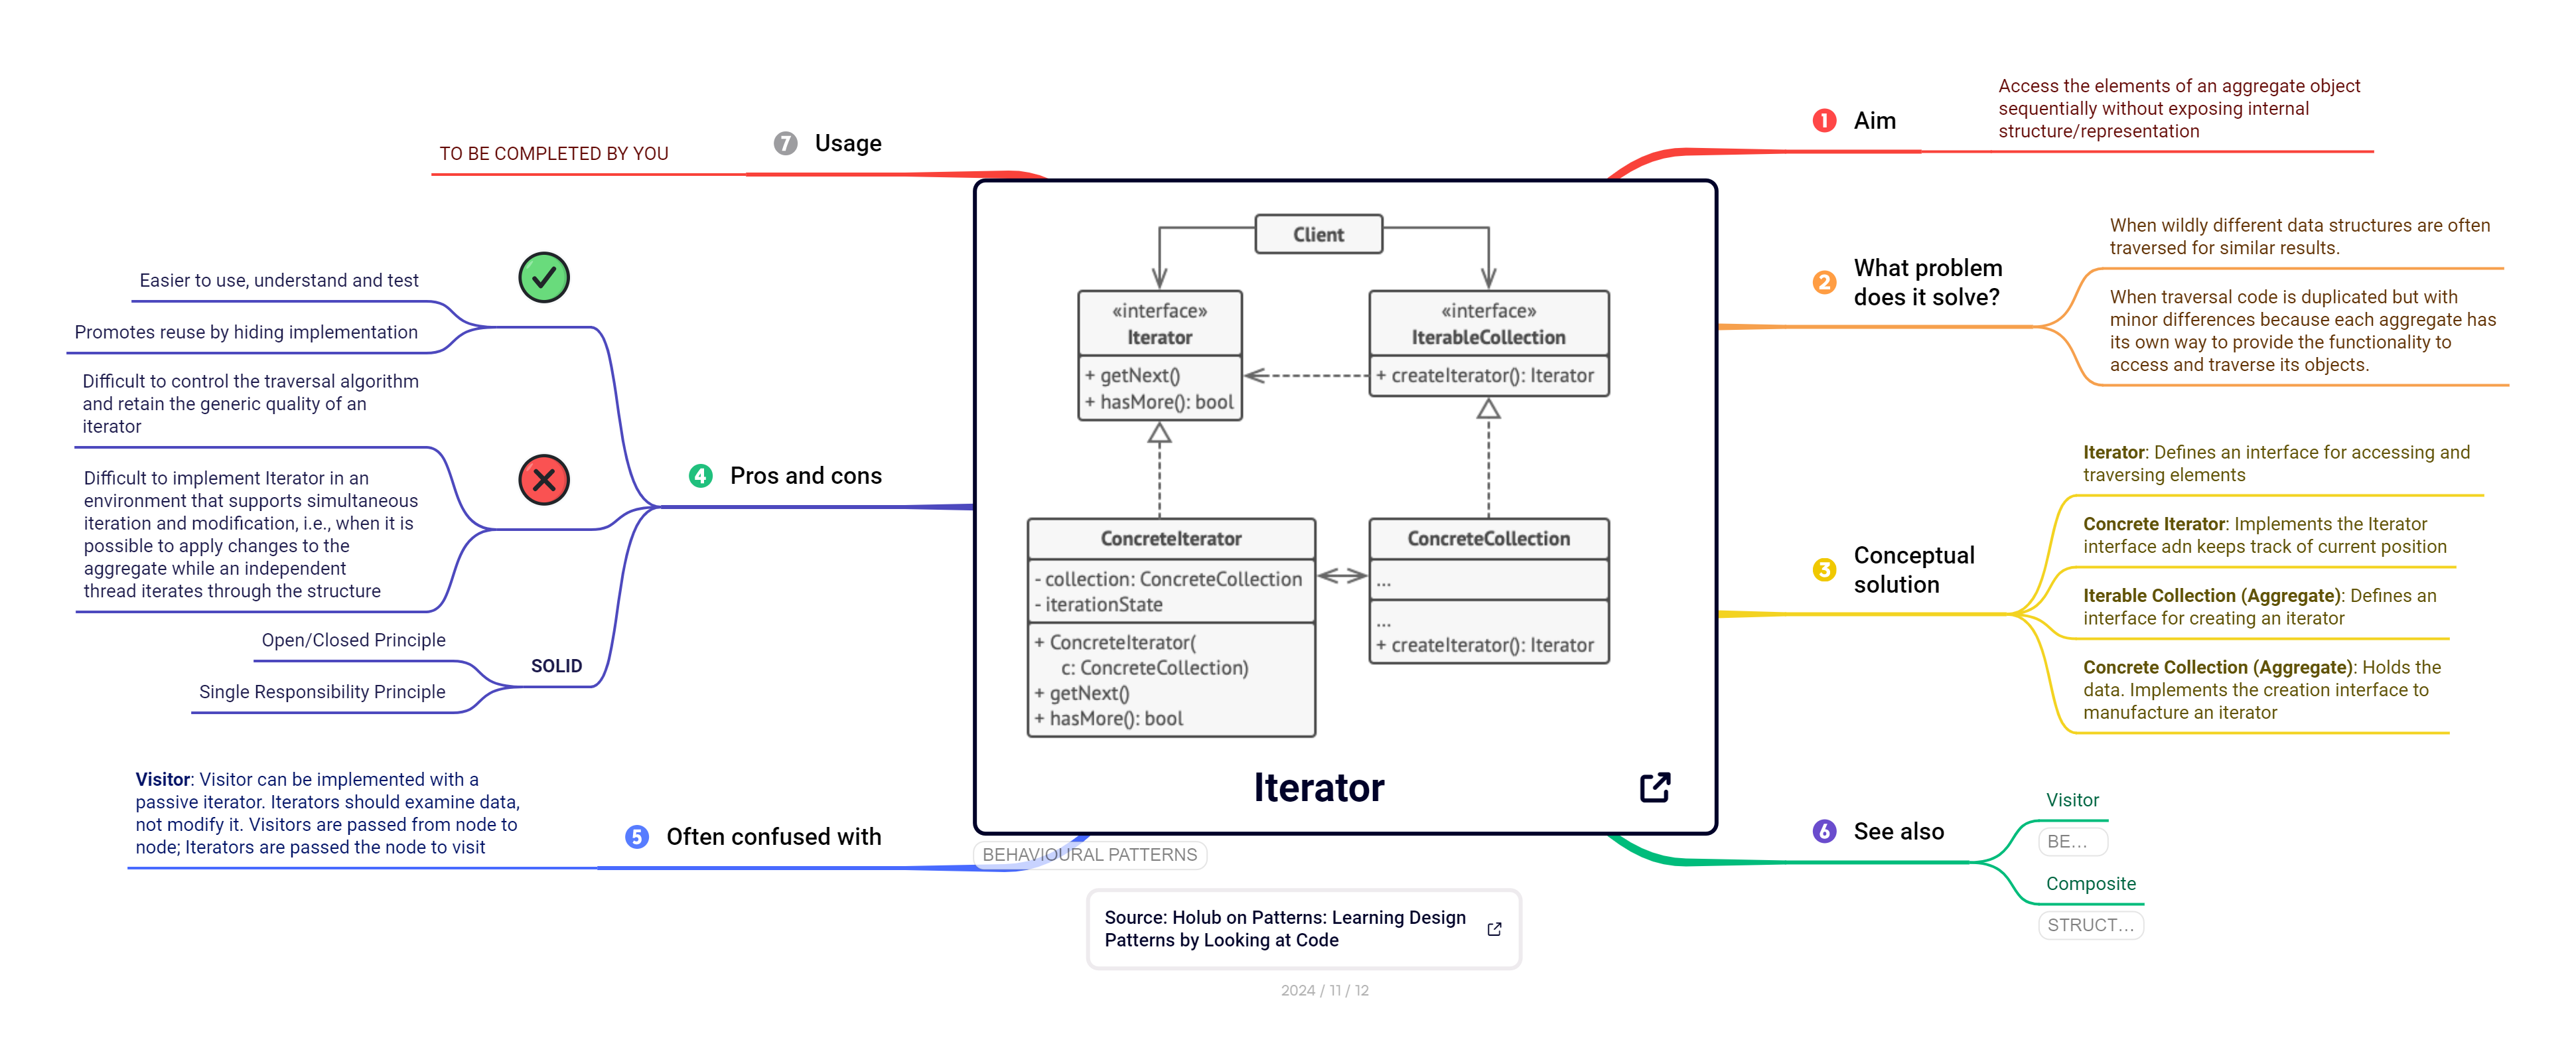 1 Aim
Access the elements of an aggregate object
sequentially without exposing internal
structure/representation
2 What problem
does it solve?
When wildly different data structures are often
traversed for similar results.
When traversal code is duplicated but with
minor differences because each aggregate has
its own way to provide the functionality to
access and traverse its objects.
3 Conceptual
solution
Iterator: Defines an interface for accessing and
traversing elements
Concrete Iterator: Implements the Iterator
interface adn keeps track of current position
Iterable Collection (Aggregate): Defines an
interface for creating an iterator
Concrete Collection (Aggregate): Holds the
data. Implements the creation interface to
manufacture an iterator
6 See also
Visitor
BE...
Composite
STRUCT...
7 Usage
TO BE COMPLETED BY YOU
4 Pros and cons
Easier to use, understand and test
Promotes reuse by hiding implementation
Difficult to control the traversal algorithm
and retain the generic quality of an
iterator
Difficult to implement Iterator in an
environment that supports simultaneous
iteration and modification, i.e., when it is
possible to apply changes to the
aggregate while an independent
thread iterates through the structure
SOLID
Open/Closed Principle
Single Responsibility Principle
5 Often confused with
Visitor: Visitor can be implemented with a
passive iterator. Iterators should examine data,
not modify it. Visitors are passed from node to
node; Iterators are passed the node to visit
Client
«interface»
Iterator
+ getNext()
+ hasMore(): bool
«interface»
IterableCollection
+ createIterator(): Iterator
ConcreteIterator
- collection: ConcreteCollection
- iterationState
+ ConcreteIterator(
c: ConcreteCollection)
+ getNext()
+ hasMore(): bool
ConcreteCollection
...
...
+ createIterator(): Iterator
Iterator
BEHAVIOURAL PATTERNS
Source: Holub on Patterns: Learning Design
Patterns by Looking at Code
2024 / 11 / 12